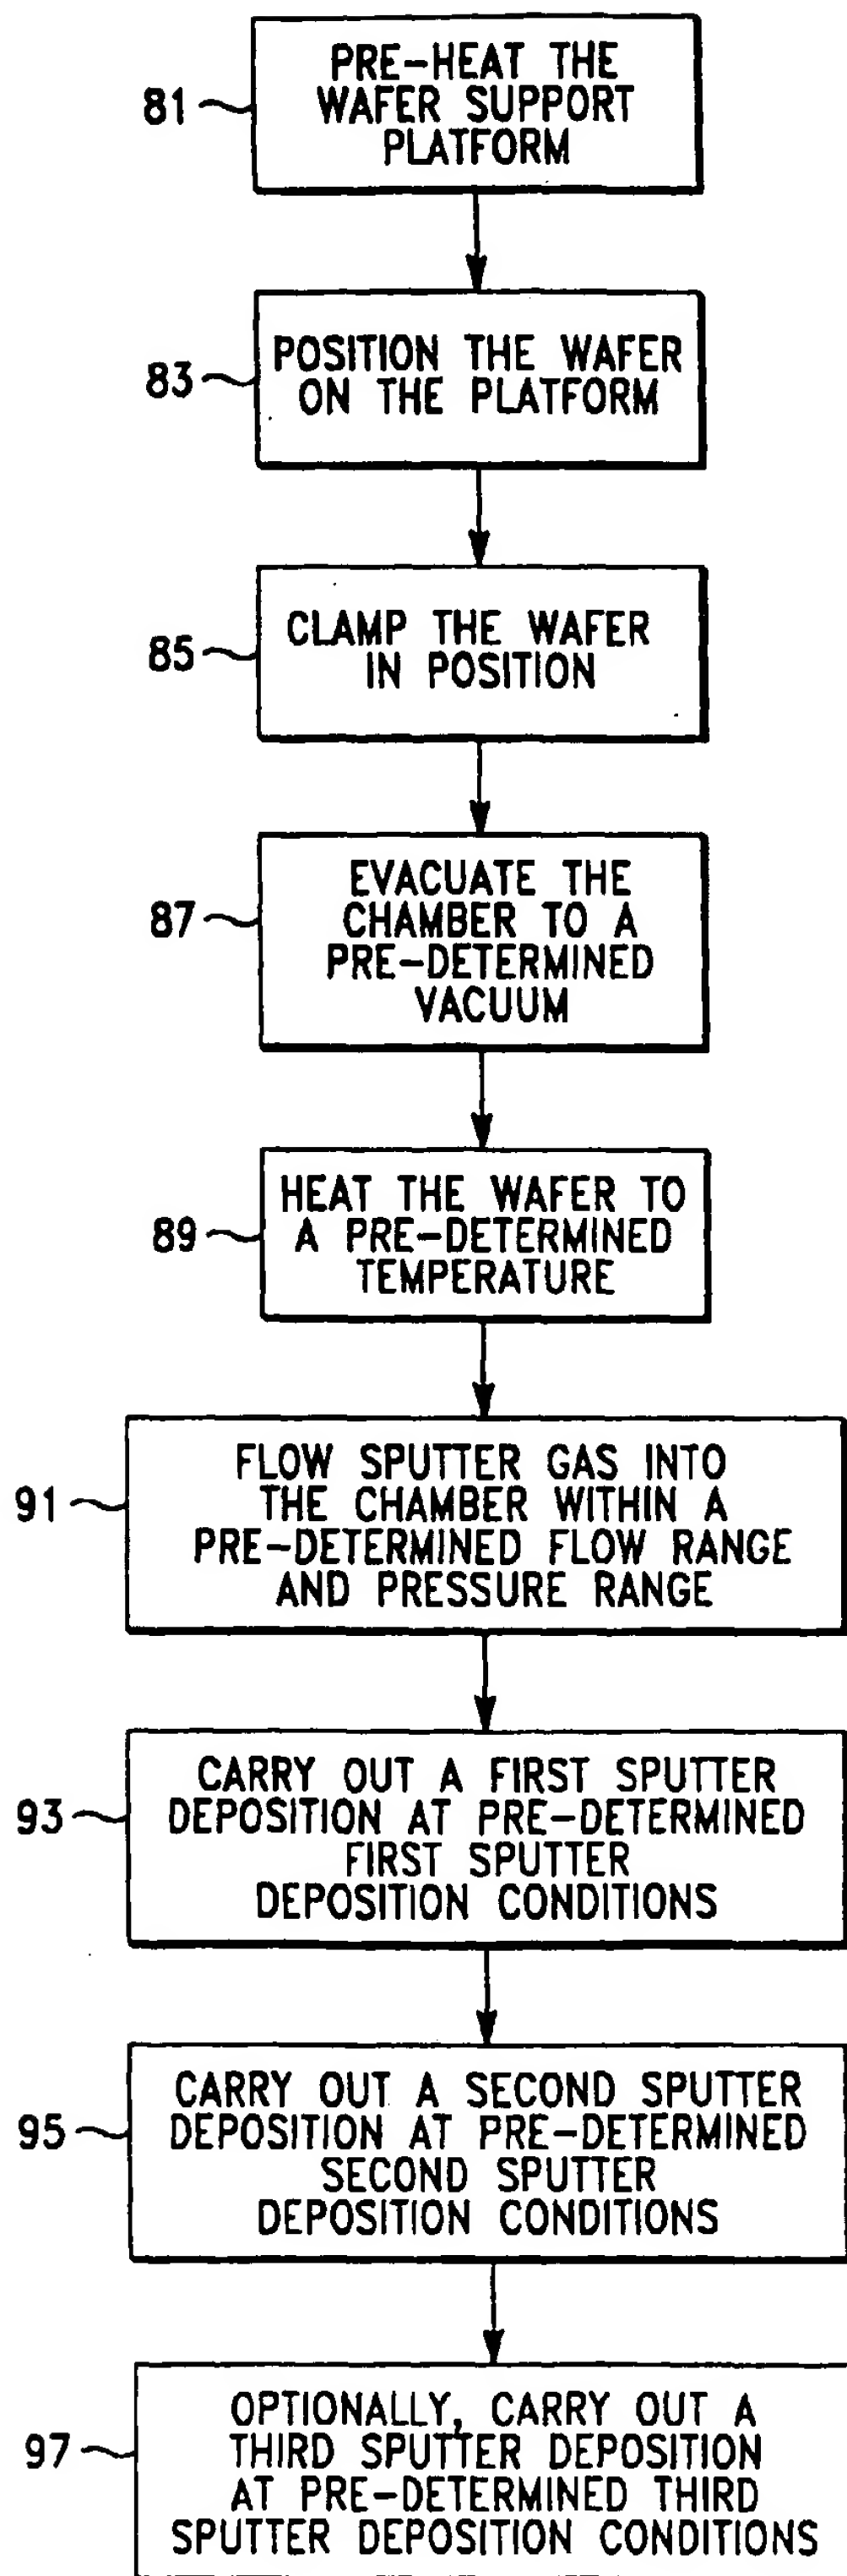 81
PRE-HEAT THE
WAFER SUPPORT
PLATFORM
83
POSITION THE WAFER
ON THE PLATFORM
85
CLAMP THE WAFER
IN POSITION
87
EVACUATE THE
CHAMBER TO A
PRE-DETERMINED
VACUUM
89
HEAT THE WAFER TO
A PRE-DETERMINED
TEMPERATURE
91
FLOW SPUTTER GAS INTO
THE CHAMBER WITHIN A
PRE-DETERMINED FLOW RANGE
AND PRESSURE RANGE
93
CARRY OUT A FIRST SPUTTER
DEPOSITION AT PRE-DETERMINED
FIRST SPUTTER
DEPOSITION CONDITIONS
95
CARRY OUT A SECOND SPUTTER
DEPOSITION AT PRE-DETERMINED
SECOND SPUTTER
DEPOSITION CONDITIONS
97
OPTIONALLY, CARRY OUT A
THIRD SPUTTER DEPOSITION
AT PRE-DETERMINED THIRD
SPUTTER DEPOSITION CONDITIONS